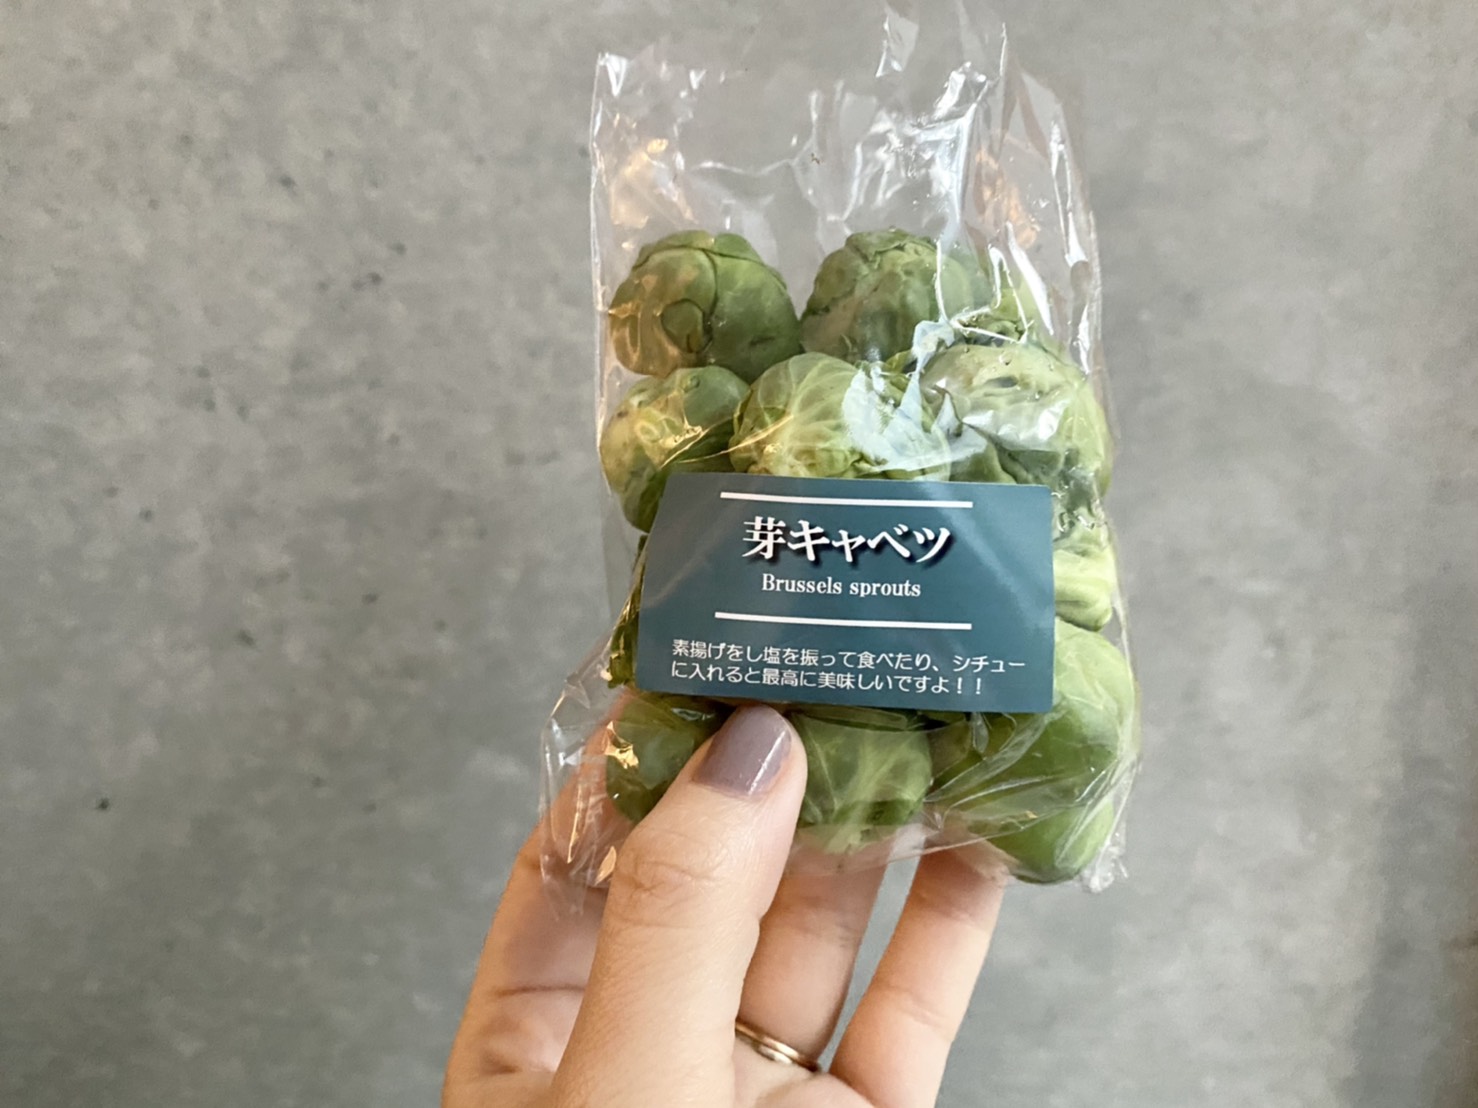 芽キャベツ
Brussels sprouts
素揚げをし塩を振って食べたり、シチュー
に入れると最高に美味しいですよ！！